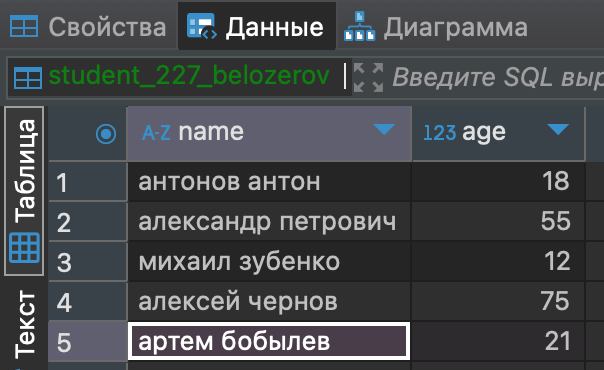 Свойства Данные Диаграмма
student_227_belozerov Введите SQL выр
Таблица
Текст
A-Z name 123 age
1 антонов антон 18
2 александр петрович 55
3 михаил зубенко 12
4 алексей чернов 75
5 артем бобылев 21